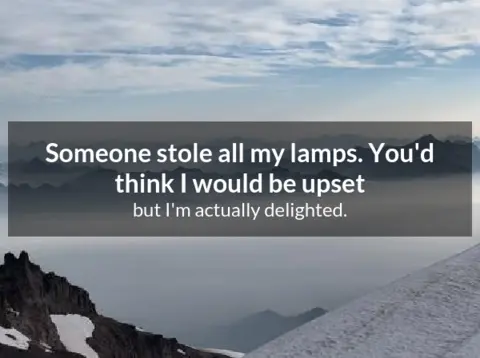 Someone stole all my lamps. You'd
think I would be upset
but I'm actually delighted.